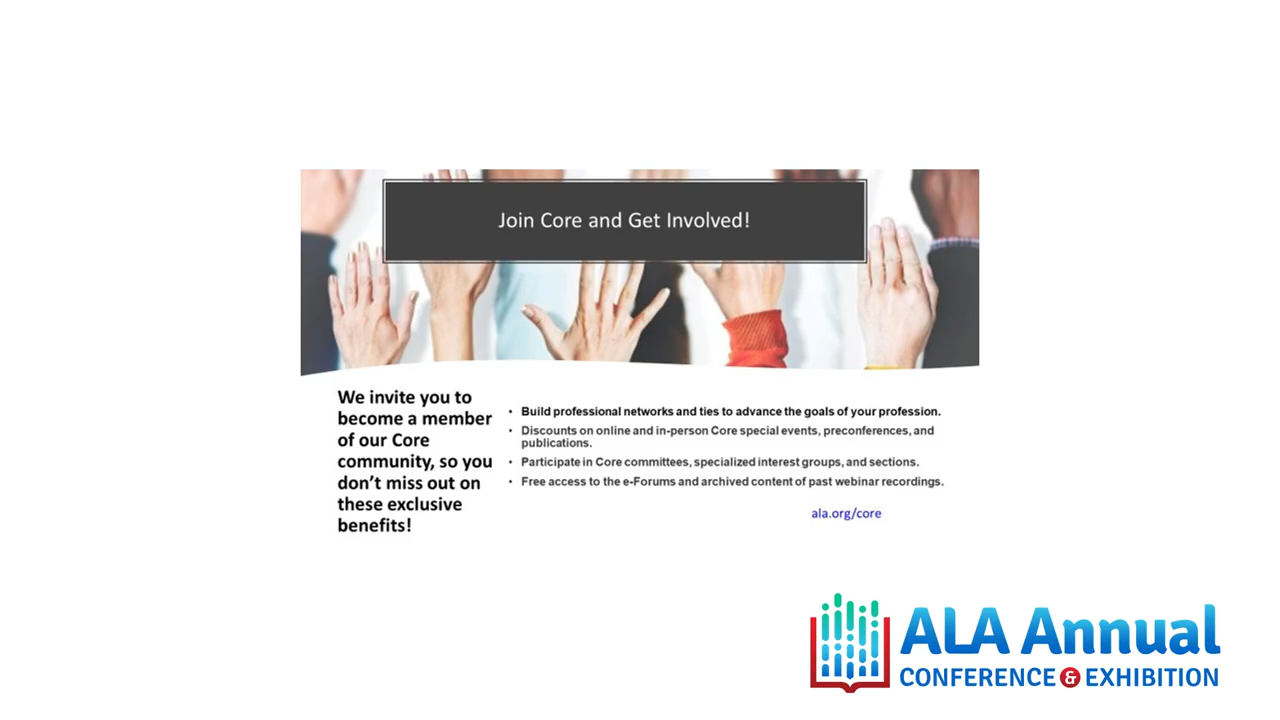 Join Core and Get Involved!
We invite you to
become a member
of our Core
community, so you
don't miss out on
these exclusive
benefits!
• Build professional networks and ties to advance the goals of your profession.
• Discounts on online and in-person Core special events, preconferences, and
publications.
• Participate in Core committees, specialized interest groups, and sections.
• Free access to the e-Forums and archived content of past webinar recordings.
ala.org/core
ALA Annual
CONFERENCE & EXHIBITION